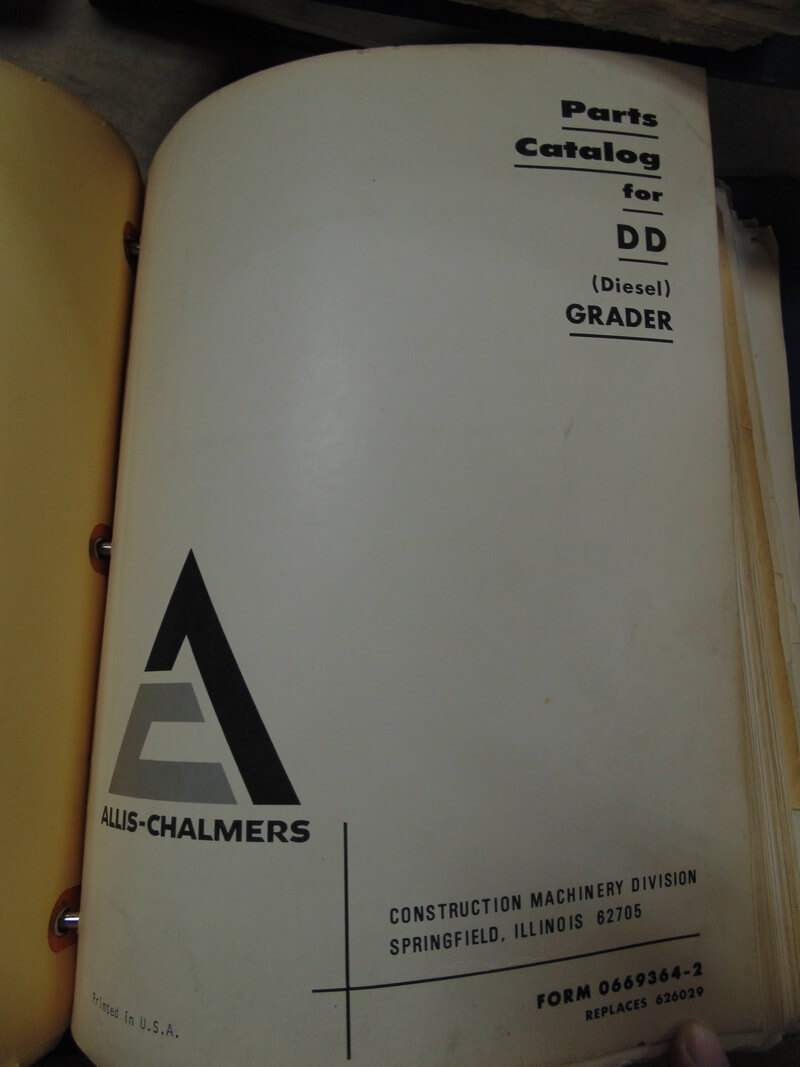 Parts
Catalog
for
DD
(Diesel)
GRADER
ALLIS-CHALMERS
CONSTRUCTION MACHINERY DIVISION
SPRINGFIELD, ILLINOIS 62705
FORM 0669364-2
REPLACES 626029
Printed in U.S.A.